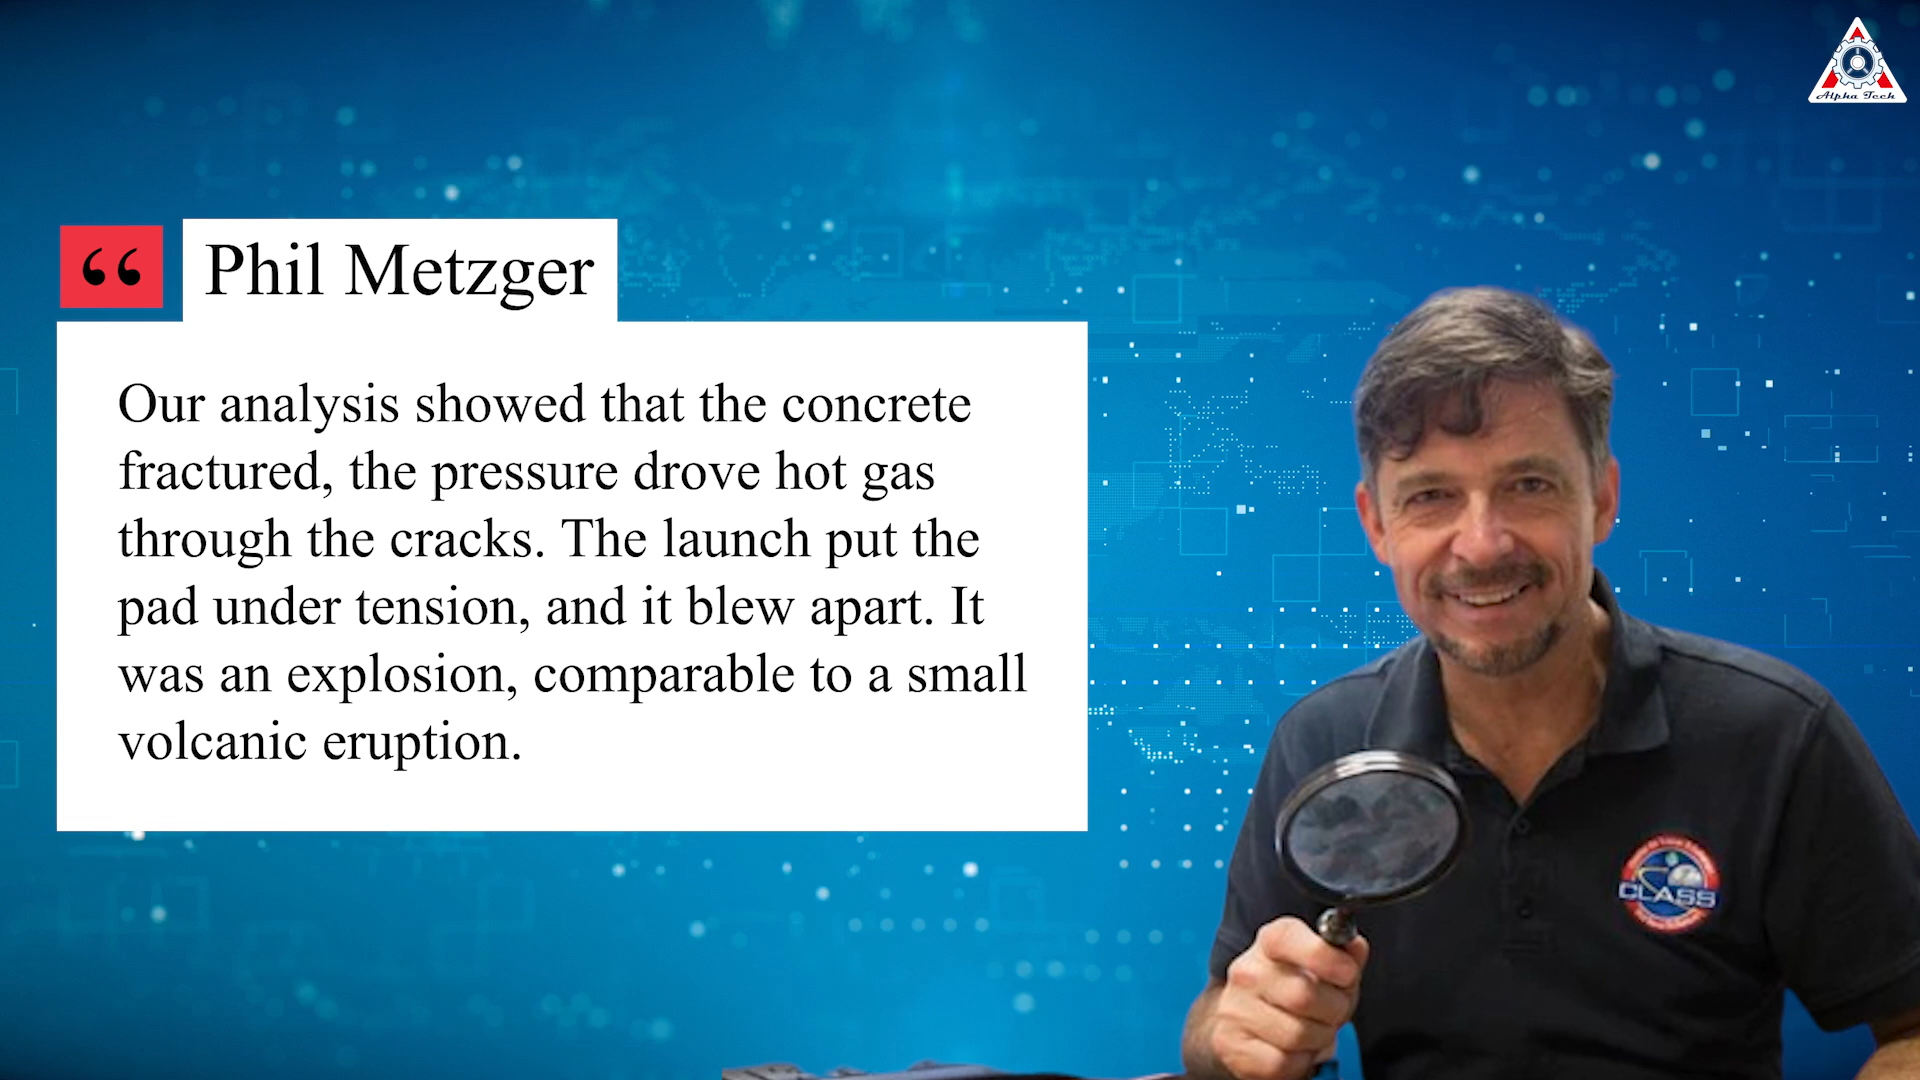 Alpha Tech
“ Phil Metzger
Our analysis showed that the concrete
fractured, the pressure drove hot gas
through the cracks. The launch put the
pad under tension, and it blew apart. It
was an explosion, comparable to a small
volcanic eruption.
CLASS